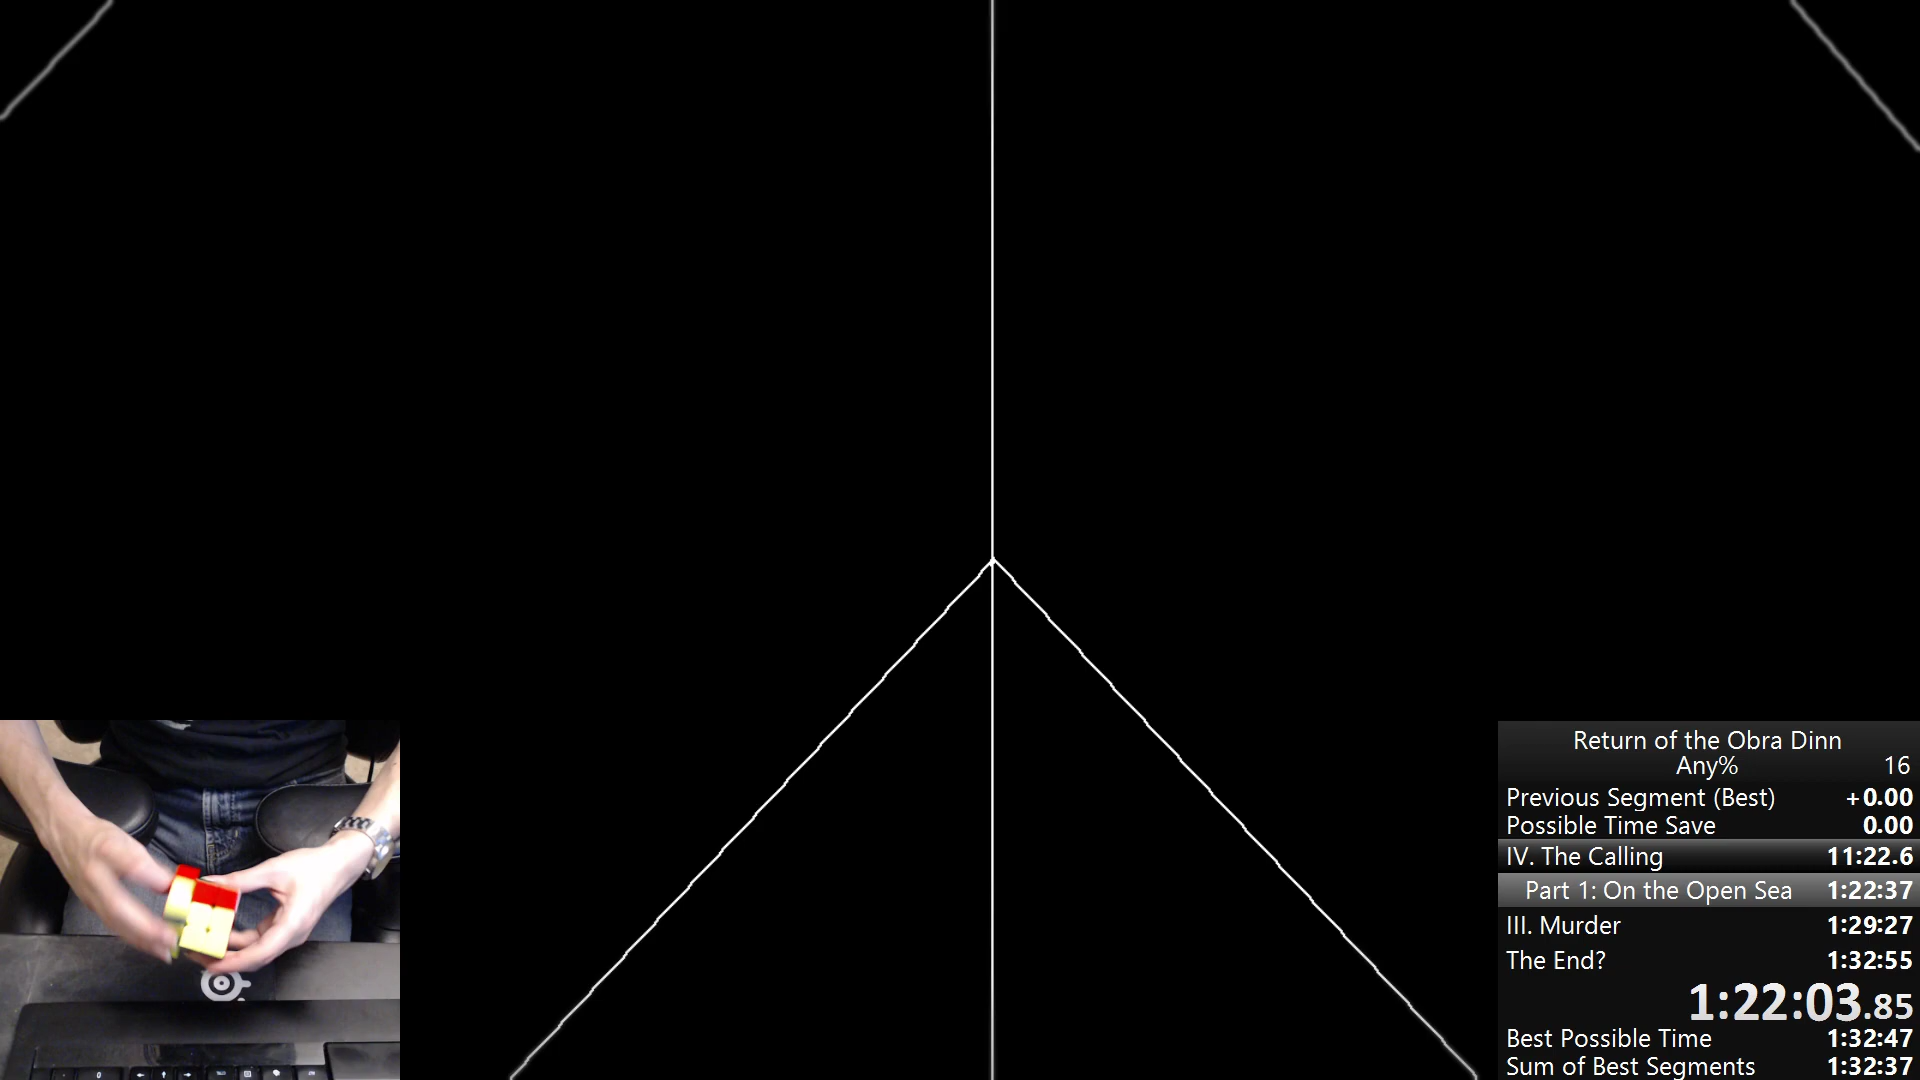 Return of the Obra Dinn
Any% 16
Previous Segment (Best) +0.00
Possible Time Save 0.00
IV. The Calling 11:22.6
Part 1: On the Open Sea 1:22:37
III. Murder 1:29:27
The End? 1:32:55
1:22:03.85
Best Possible Time 1:32:47
Sum of Best Segments 1:32:37